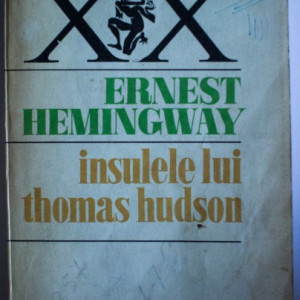 XX
ERNEST
HEMINGWAY
insulele lui
thomas hudson